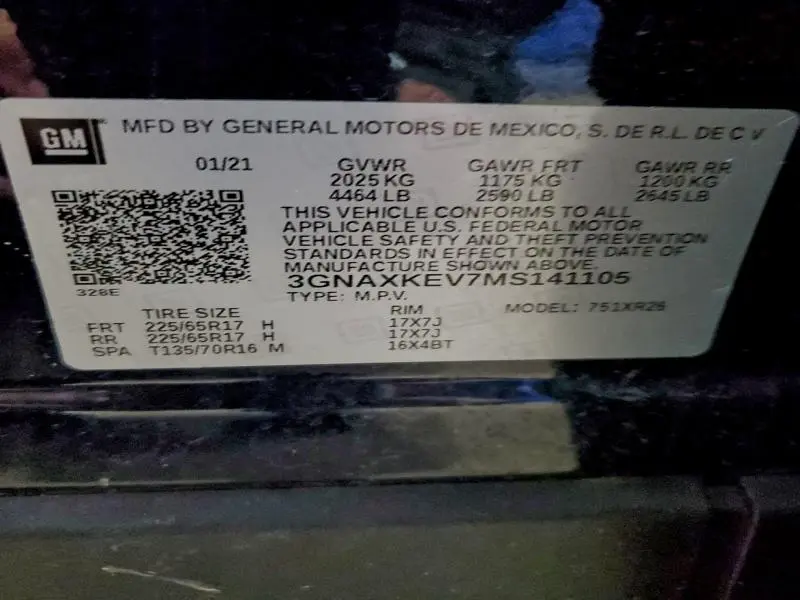 GM MFD BY GENERAL MOTORS DE MEXICO, S. DE R.L. DE C V
01/21 GVWR GAWR FRT GAWR RR
2025 KG 1175 KG 1200 KG
4464 LB 2590 LB 2645 LB
THIS VEHICLE CONFORMS TO ALL
APPLICABLE U.S. FEDERAL MOTOR
VEHICLE SAFETY AND THEFT PREVENTION
STANDARDS IN EFFECT ON THE DATE OF
MANUFACTURE SHOWN ABOVE.
3GNAXKEV7MS141105
328E
TYPE: M.P.V. MODEL: 751XR26
TIRE SIZE RIM
FRT 225/65R17 H 17X7J
RR 225/65R17 H 17X7J
SPA T135/70R16 M 16X4BT